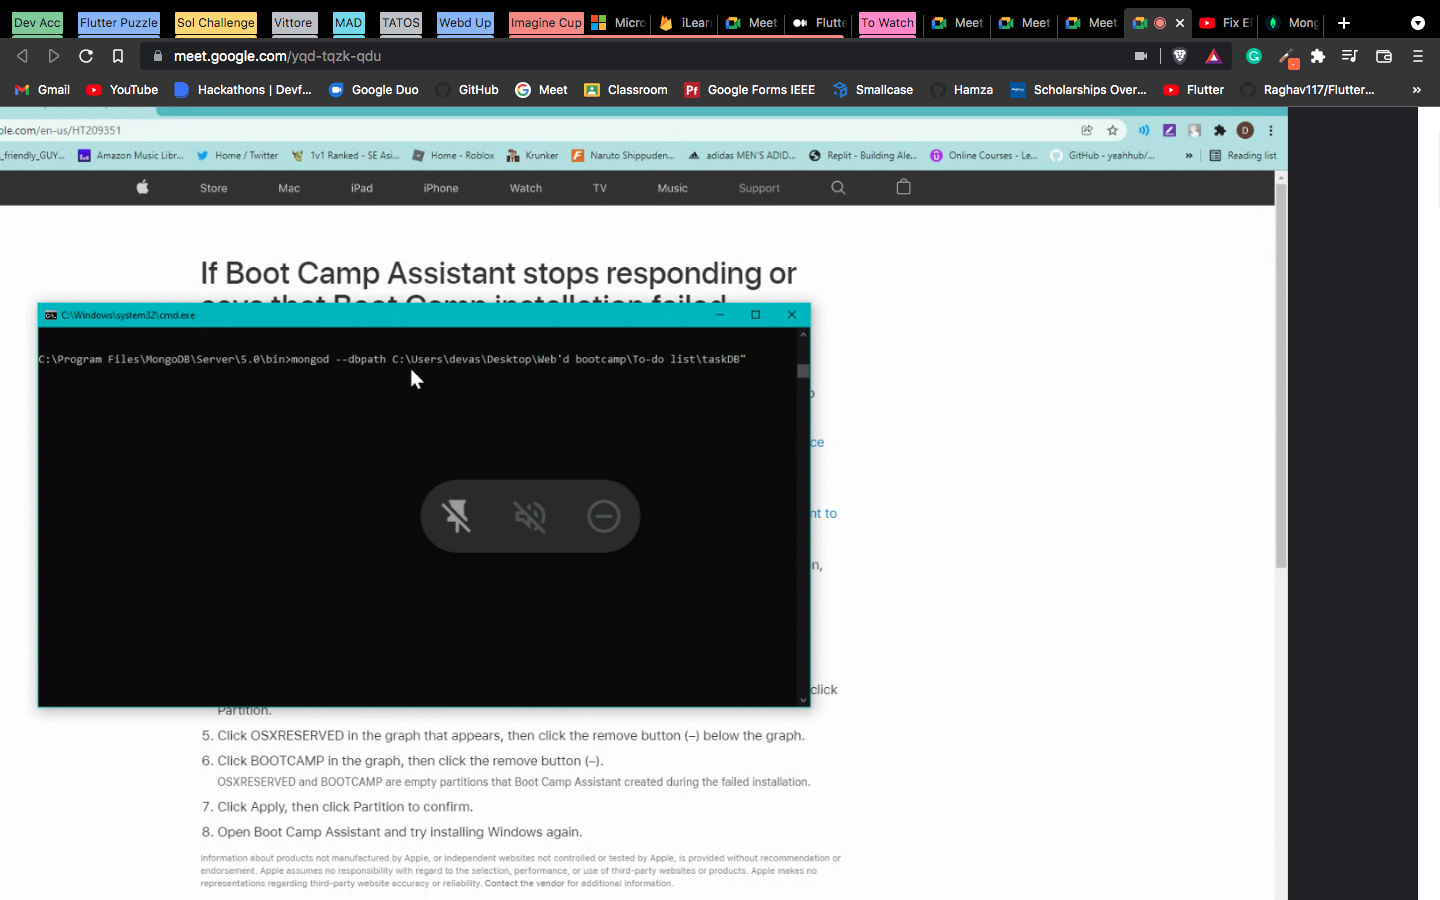 Dev Acc Flutter Puzzle Sol Challenge Vittore MAD TATOS Webd Up Imagine Cup Micro iLearn Meet Flutte To Watch Meet Meet Meet Fix E Mong
meet.google.com/yqd-tqzk-qdu
Gmail YouTube Hackathons | Devf... Google Duo GitHub Meet Classroom Google Forms IEEE Smallcase Hamza Scholarships Over... Flutter Raghav117/Flutter... »
ple.com/en-us/HT209351
_friendly_GUY... Amazon Music Libr... Home / Twitter 1v1 Ranked - SE Asi... Home - Roblox Krunker Naruto Shippuden... adidas MEN'S ADID... Replit - Building Ale... Online Courses - Le... GitHub - yeahhub/... » Reading list
Store Mac iPad iPhone Watch TV Music Support
If Boot Camp Assistant stops responding or
says that Boot Camp installation failed
C:\Windows\system32\cmd.exe
C:\Program Files\MongoDB\Server\5.0\bin>mongod --dbpath C:\Users\devas\Desktop\Web'd bootcamp\To-do list\taskDB"
ce
nt to
n,
click
Partition.
5. Click OSXRESERVED in the graph that appears, then click the remove button (–) below the graph.
6. Click BOOTCAMP in the graph, then click the remove button (–).
OSXRESERVED and BOOTCAMP are empty partitions that Boot Camp Assistant created during the failed installation.
7. Click Apply, then click Partition to confirm.
8. Open Boot Camp Assistant and try installing Windows again.
Information about products not manufactured by Apple, or independent websites not controlled or tested by Apple, is provided without recommendation or
endorsement. Apple assumes no responsibility with regard to the selection, performance, or use of third-party websites or products. Apple makes no
representations regarding third-party website accuracy or reliability. Contact the vendor for additional information.